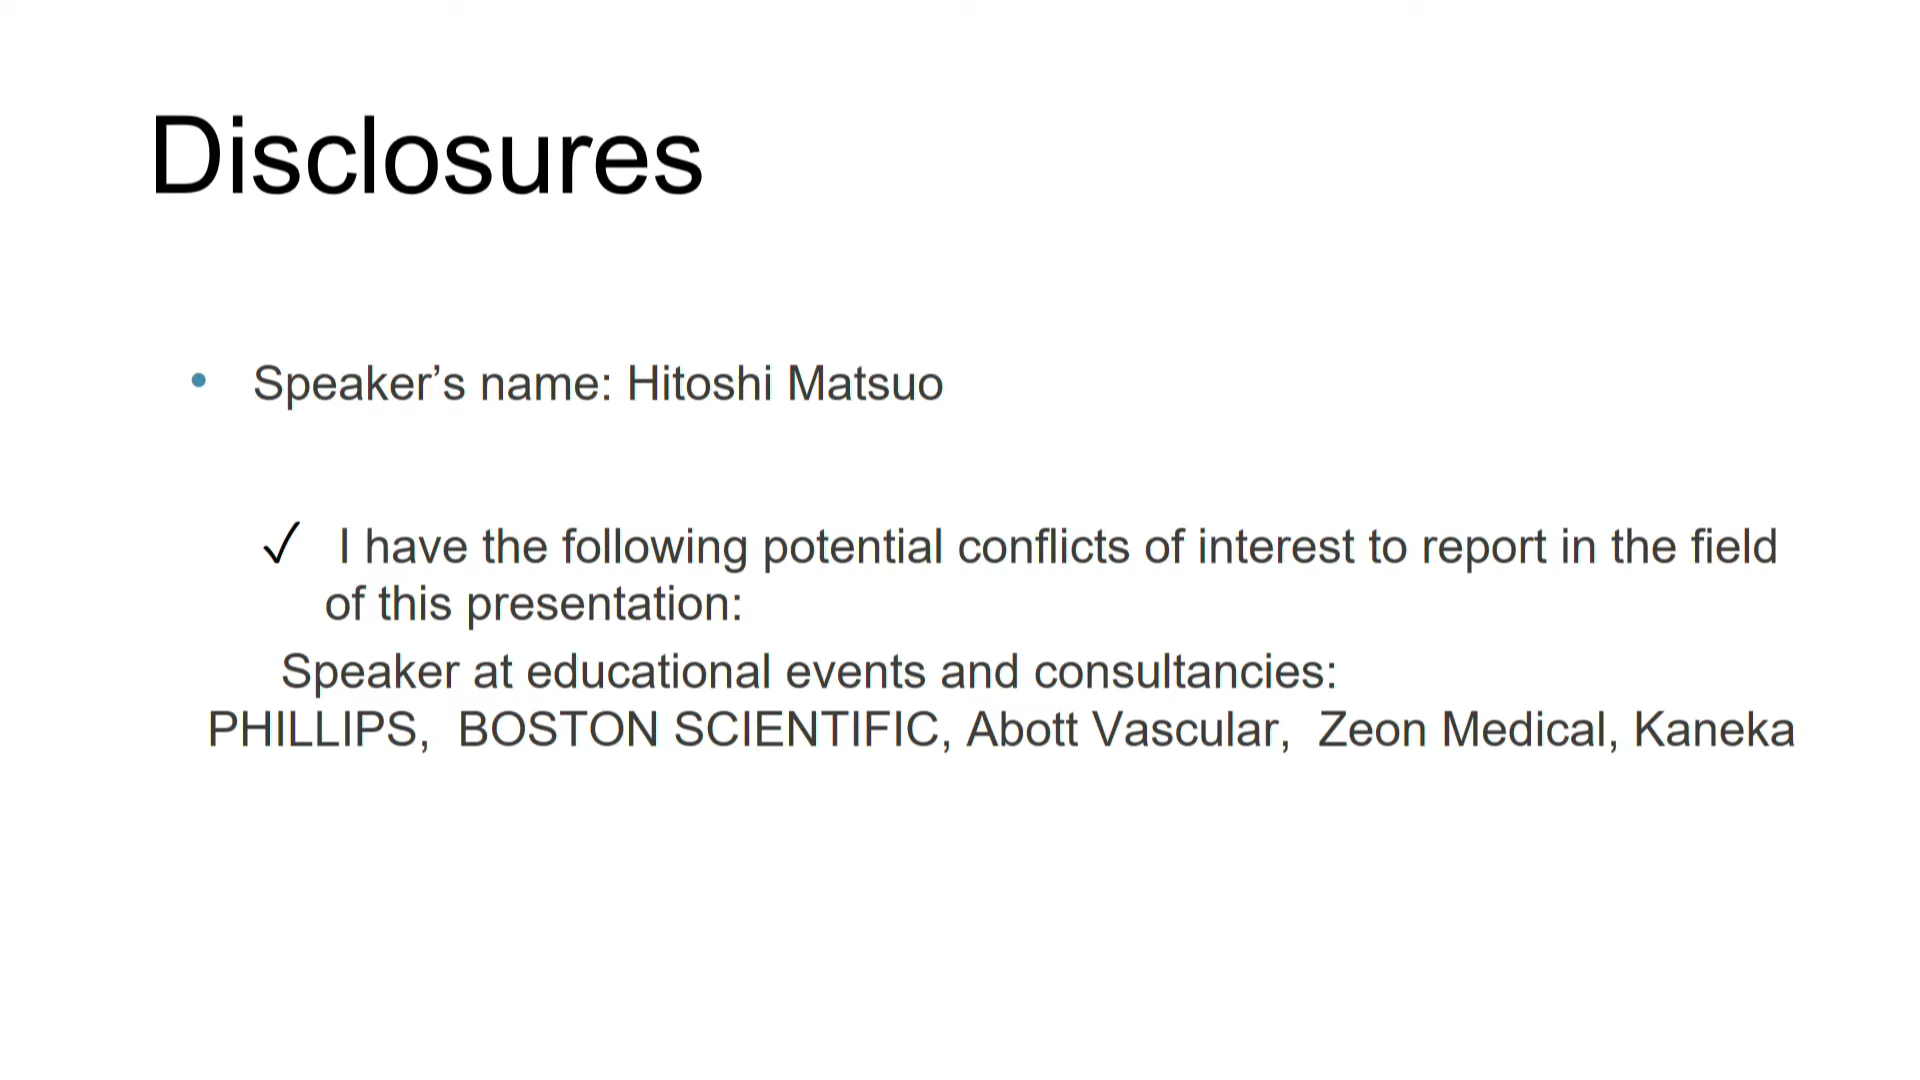 Disclosures
• Speaker’s name: Hitoshi Matsuo
✓ I have the following potential conflicts of interest to report in the field
of this presentation:
Speaker at educational events and consultancies:
PHILLIPS, BOSTON SCIENTIFIC, Abott Vascular, Zeon Medical, Kaneka